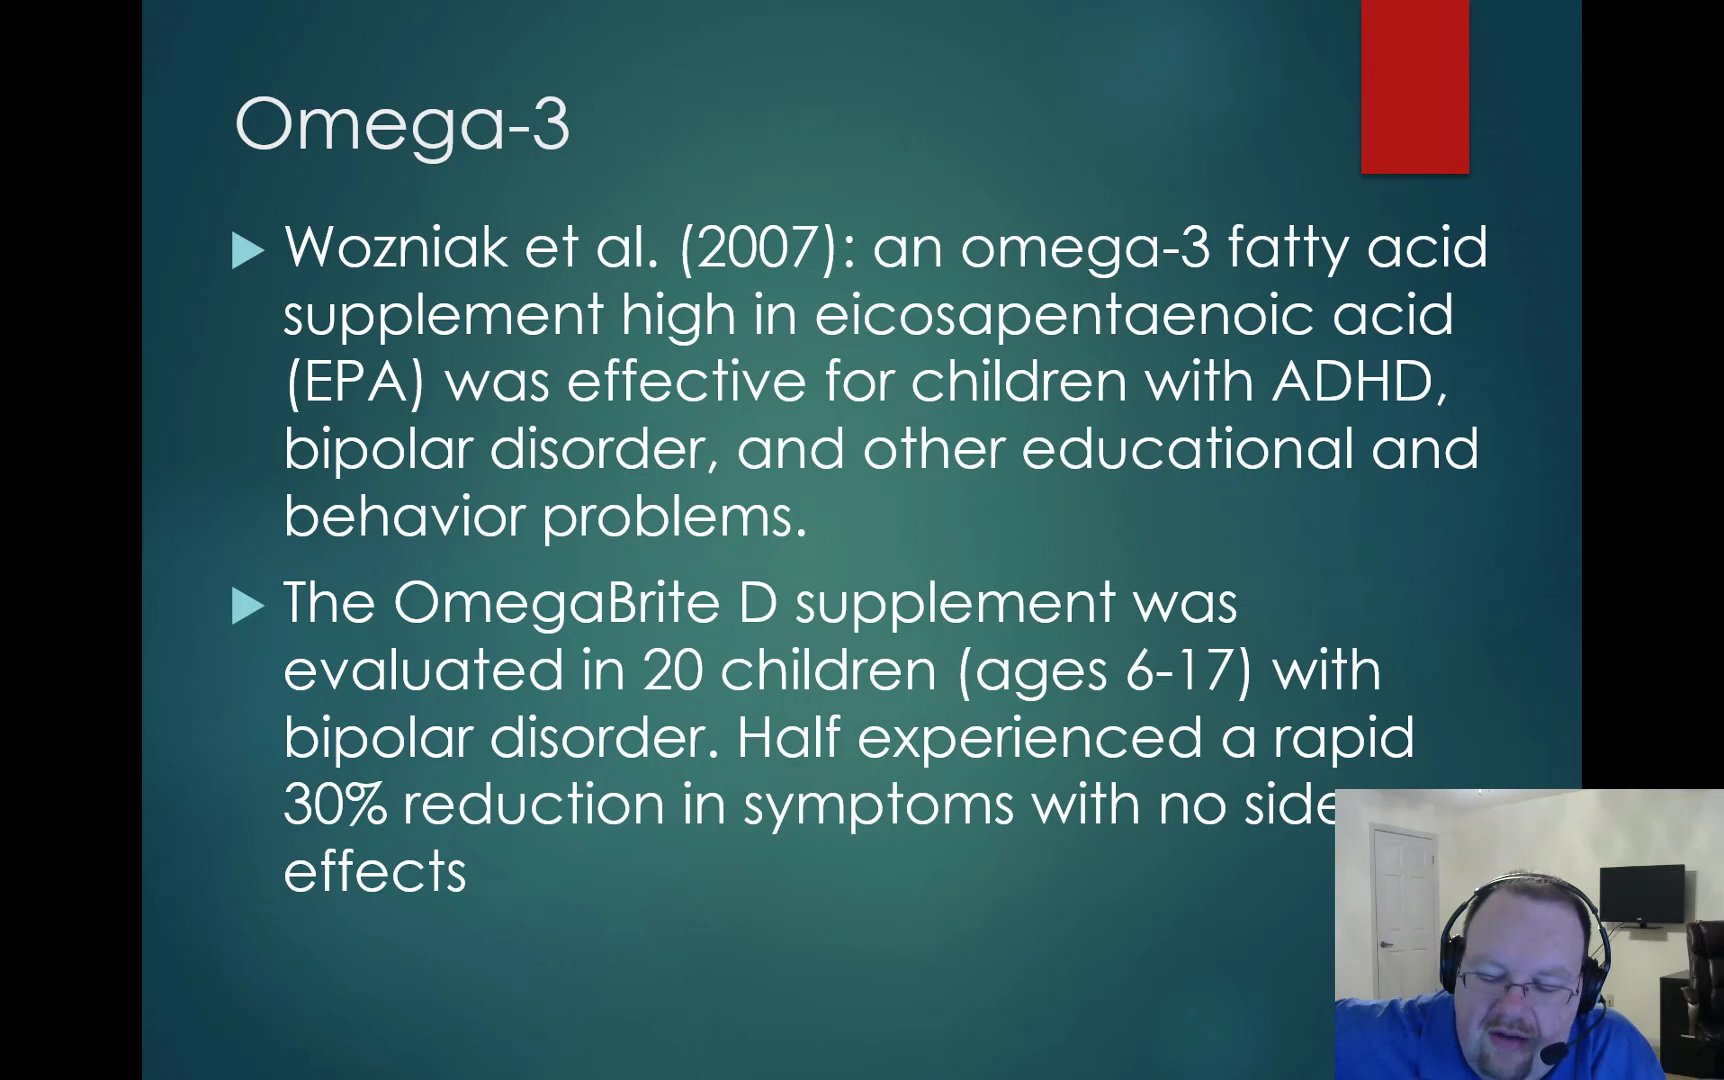 Omega-3
Wozniak et al. (2007): an omega-3 fatty acid
supplement high in eicosapentaenoic acid
(EPA) was effective for children with ADHD,
bipolar disorder, and other educational and
behavior problems.
The OmegaBrite D supplement was
evaluated in 20 children (ages 6-17) with
bipolar disorder. Half experienced a rapid
30% reduction in symptoms with no side
effects